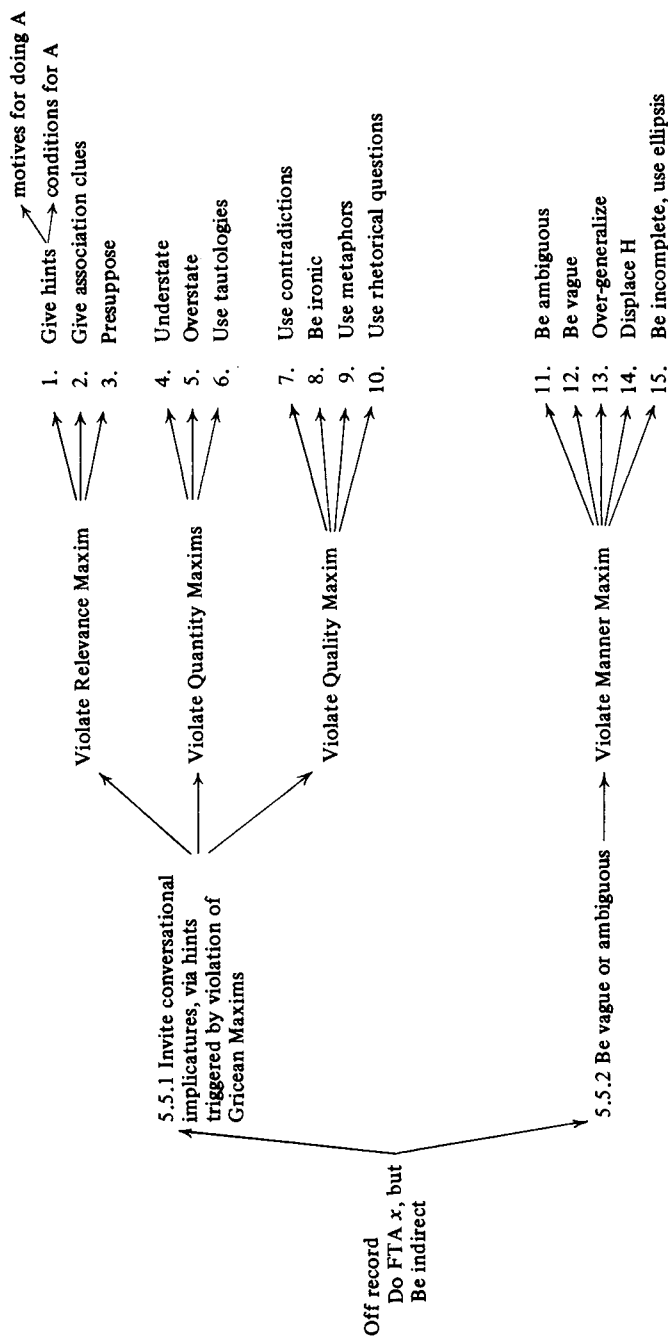 Off record
Do FTA x, but
Be indirect
5.5.1 Invite conversational
implicatures, via hints
triggered by violation of
Gricean Maxims
Violate Relevance Maxim
1. Give hints
motives for doing A
conditions for A
2. Give association clues
3. Presuppose
Violate Quantity Maxims
4. Understate
5. Overstate
6. Use tautologies
Violate Quality Maxim
7. Use contradictions
8. Be ironic
9. Use metaphors
10. Use rhetorical questions
5.5.2 Be vague or ambiguous
Violate Manner Maxim
11. Be ambiguous
12. Be vague
13. Over-generalize
14. Displace H
15. Be incomplete, use ellipsis